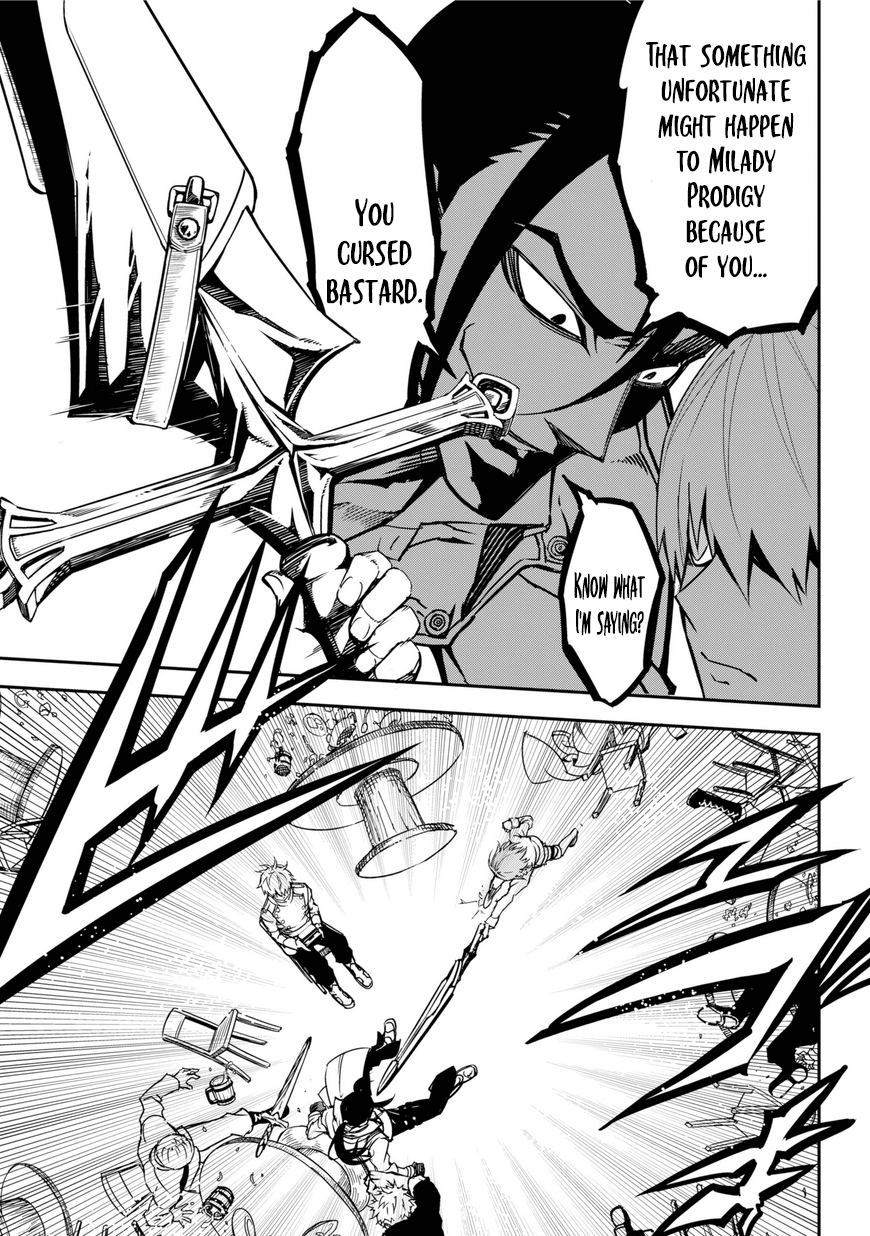 THAT SOMETHING
UNFORTUNATE
MIGHT HAPPEN
TO MILADY
PRODIGY
BECAUSE
OF YOU...
YOU
CURSED
BASTARD.
KNOW WHAT
I'M SAYING?